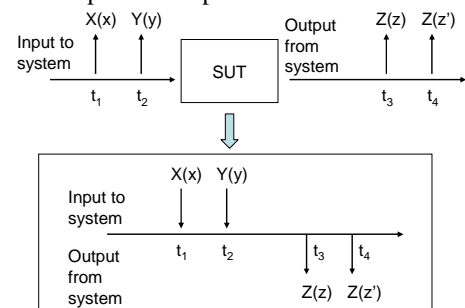 X(x) Y(y)
Input to
system
t1 t2
SUT
Output
from
system
Z(z) Z(z')
t3 t4
X(x) Y(y)
Input to
system
t1 t2 t3 t4
Output
from
system
Z(z) Z(z')